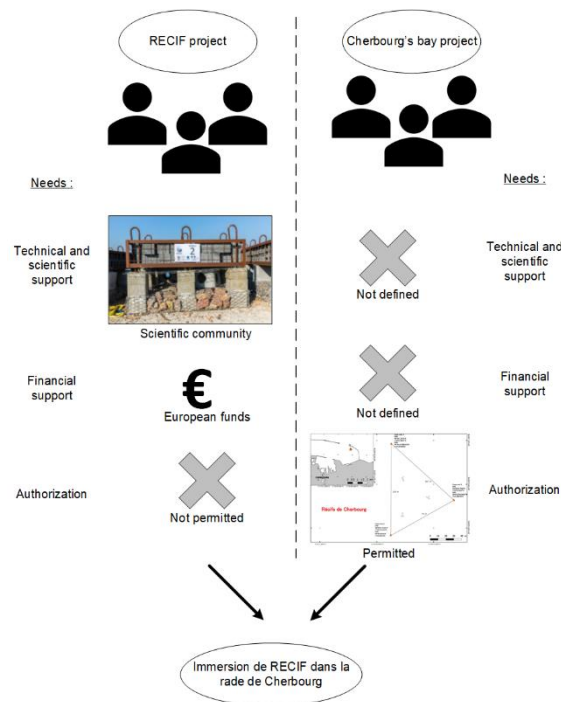 RECIF project
Cherbourg's bay project
Needs :
Needs :
Technical and
scientific
support
2
Scientific community
Not defined
Technical and
scientific
support
Financial
support
€
European funds
Not defined
Financial
support
Authorization
Not permitted
Récifs de Cherbourg
Permitted
Authorization
Immersion de RECIF dans la
rade de Cherbourg